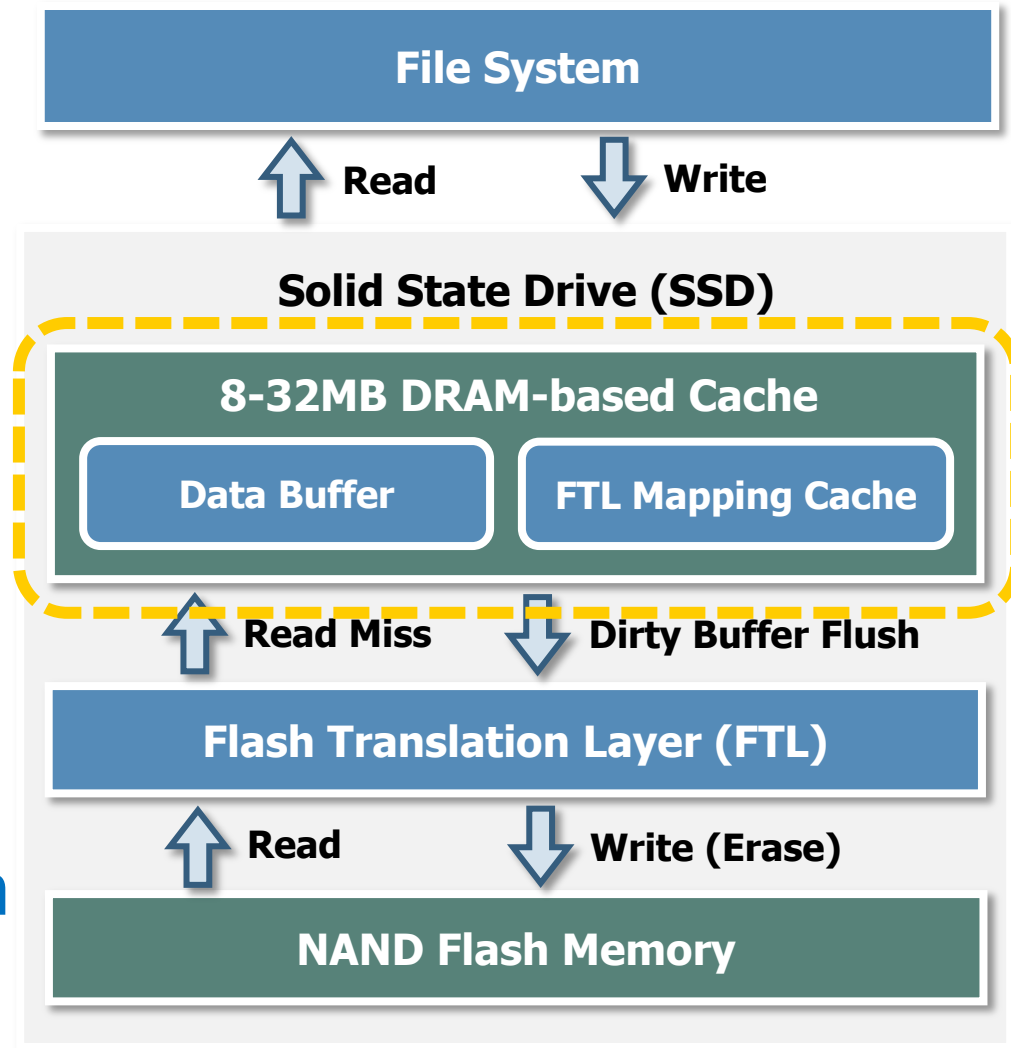 File System
Read
Write
Solid State Drive (SSD)
8-32MB DRAM-based Cache
Data Buffer
FTL Mapping Cache
Read Miss
Dirty Buffer Flush
Flash Translation Layer (FTL)
Read
Write (Erase)
NAND Flash Memory